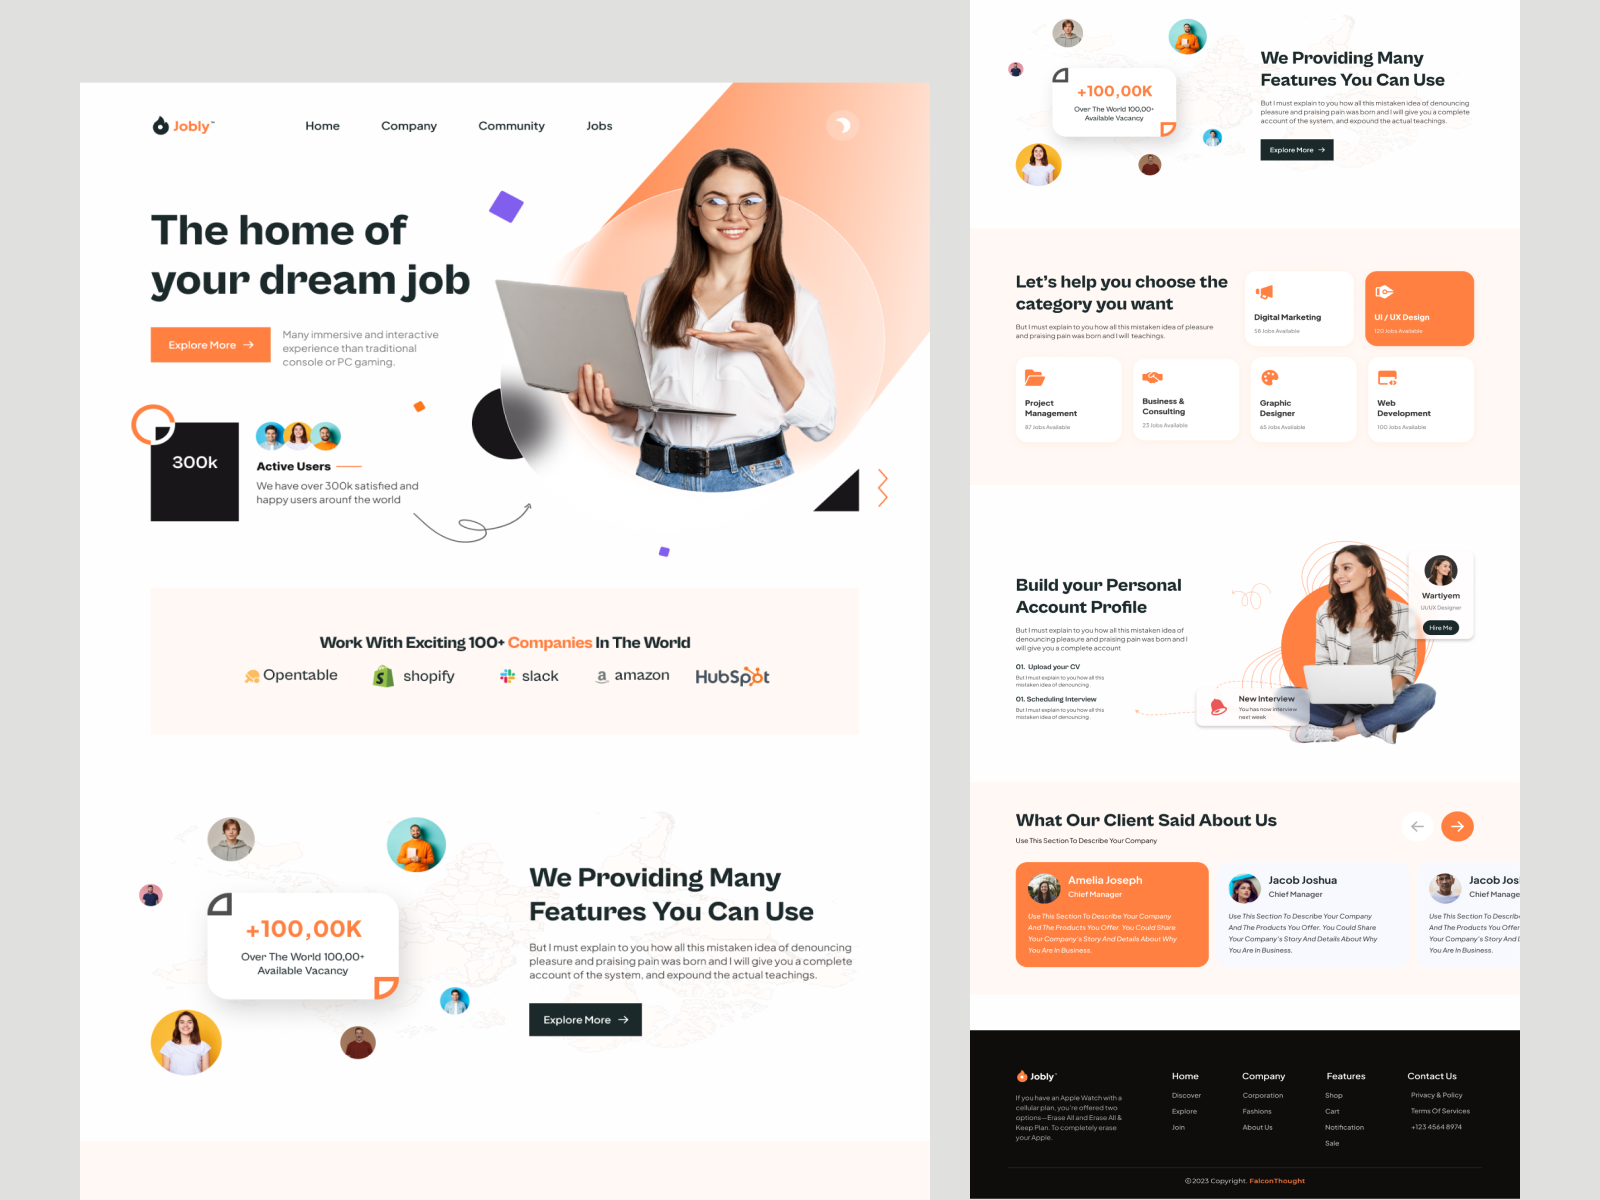 Jobly™
Home
Company
Community
Jobs
The home of
your dream job
Explore More →
Many immersive and interactive
experience than traditional
console or PC gaming.
300k
Active Users
We have over 300k satisfied and
happy users arounf the world
Work With Exciting 100+ Companies In The World
Opentable
shopify
slack
amazon
HubSpot
+100,00K
Over The World 100,00+
Available Vacancy
We Providing Many
Features You Can Use
But I must explain to you how all this mistaken idea of denouncing
pleasure and praising pain was born and I will give you a complete
account of the system, and expound the actual teachings.
Explore More →
+100,00K
Over The World 100,00+
Available Vacancy
We Providing Many
Features You Can Use
But I must explain to you how all this mistaken idea of denouncing
pleasure and praising pain was born and I will give you a complete
account of the system, and expound the actual teachings.
Explore More →
Let's help you choose the
category you want
But I must explain to you how all this mistaken idea of pleasure
and praising pain was born and I will teachings.
Digital Marketing
58 Jobs Available
UI / UX Design
120 Jobs Available
Project
Management
87 Jobs Available
Business &
Consulting
23 Jobs Available
Graphic
Designer
65 Jobs Available
Web
Development
100 Jobs Available
Build your Personal
Account Profile
But I must explain to you how all this mistaken idea of
denouncing pleasure and praising pain was born and I
will give you a complete account
01. Upload your CV
But I must explain to you how all this
mistaken idea of denouncing
01. Scheduling Interview
But I must explain to you how all this
mistaken idea of denouncing
Wartiyem
UI/UX Designer
Hire Me
New Interview
You has now interview
next week
What Our Client Said About Us
Use This Section To Describe Your Company
Amelia Joseph
Chief Manager
Use This Section To Describe Your Company
And The Products You Offer. You Could Share
Your Company's Story And Details About Why
You Are In Business.
Jacob Joshua
Chief Manager
Use This Section To Describe Your Company
And The Products You Offer. You Could Share
Your Company's Story And Details About Why
You Are In Business.
Jacob Jos
Chief Manage
Use This Section To Describ
And The Products You Offer
Your Company's Story And D
You Are In Business.
Jobly
If you have an Apple Watch with a
cellular plan, you're offered two
options—Erase All and Erase All &
Keep Plan. To completely erase
your Apple.
Home
Discover
Explore
Join
Company
Corporation
Fashions
About Us
Features
Shop
Cart
Notification
Sale
Contact Us
Privacy & Policy
Terms Of Services
+123 4564 8974
©2023 Copyright. FalconThought